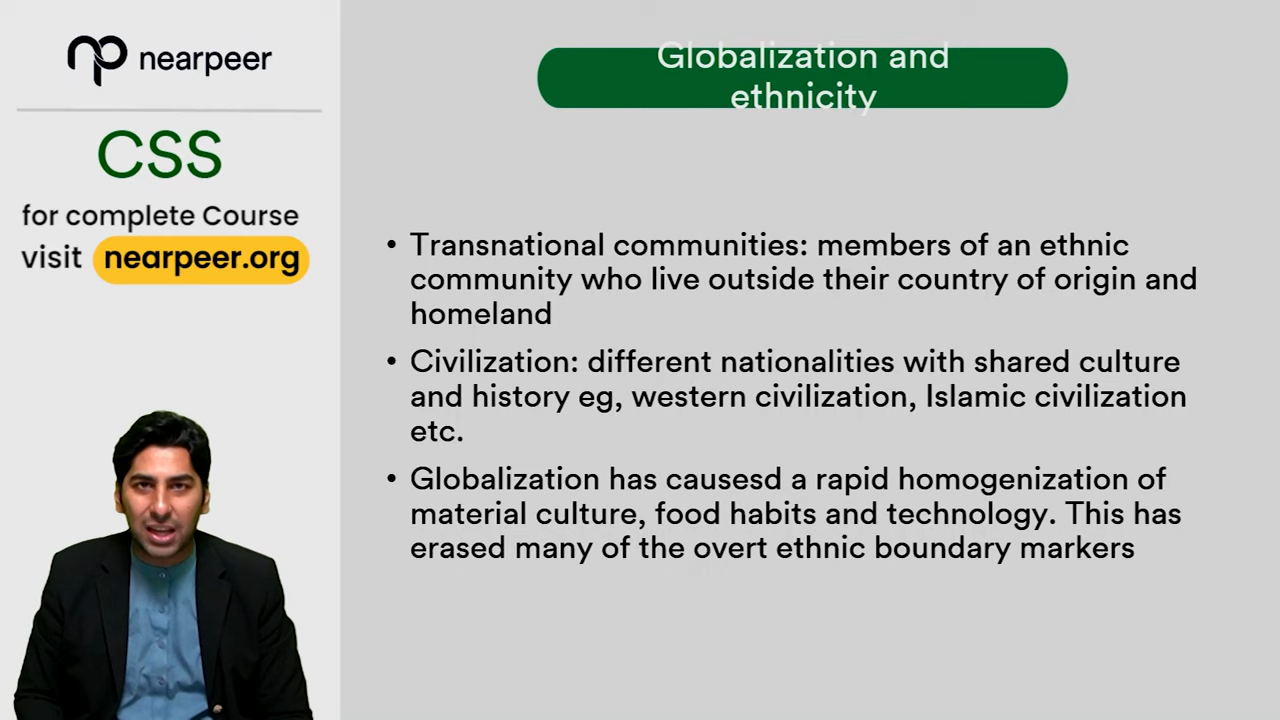 nearpeer
CSS
for complete Course
visit nearpeer.org
Globalization and
ethnicity
• Transnational communities: members of an ethnic
community who live outside their country of origin and
homeland
• Civilization: different nationalities with shared culture
and history eg, western civilization, Islamic civilization
etc.
• Globalization has causesd a rapid homogenization of
material culture, food habits and technology. This has
erased many of the overt ethnic boundary markers